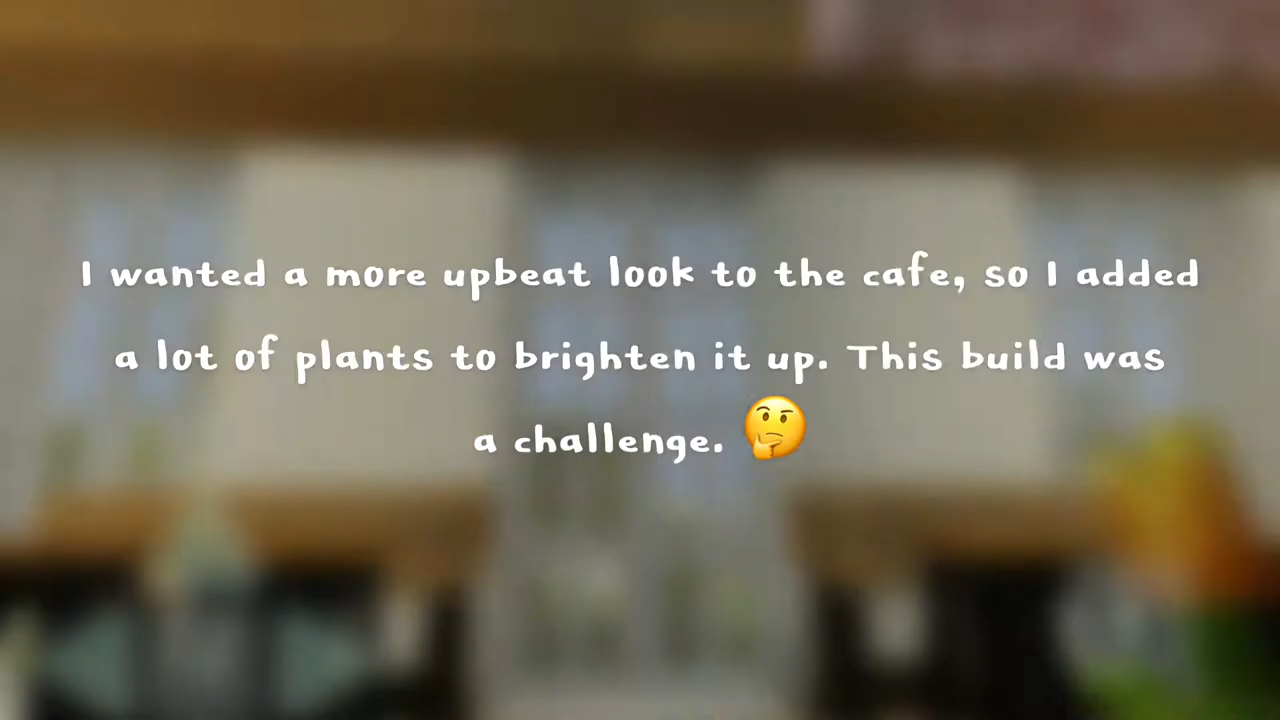 I wanted a more upbeat look to the cafe, so I added
a lot of plants to brighten it up. This build was
a challenge. 🤔